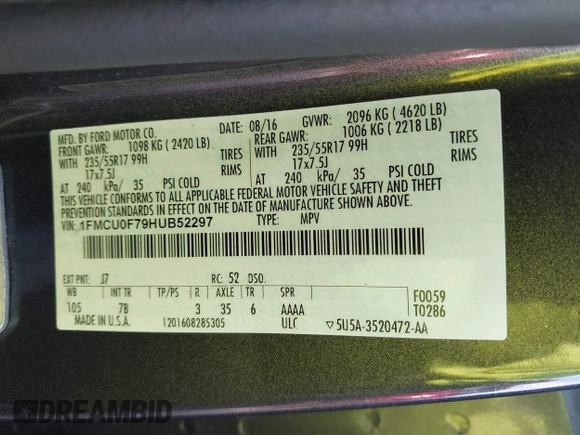 MFD. BY FORD MOTOR CO.
DATE: 08/16 GVWR: 2096 KG ( 4620 LB)
FRONT GAWR: 1098 KG ( 2420 LB) REAR GAWR: 1006 KG ( 2218 LB)
WITH 235/55R17 99H TIRES WITH 235/55R17 99H TIRES
17x7.5J RIMS 17x7.5J RIMS
AT 240 kPa/ 35 PSI COLD AT 240 kPa/ 35 PSI COLD
THIS VEHICLE CONFORMS TO ALL APPLICABLE FEDERAL MOTOR VEHICLE SAFETY AND THEFT
PREVENTION STANDARDS IN EFFECT ON THE DATE OF MANUFACTURE SHOWN ABOVE.
VIN: 1FMCU0F79HUB52297 TYPE: MPV
EXT PNT: J7 RC: 52 DSO:
WB INT TR TP/PS R AXLE TR SPR
105 7B 3 35 6 AAAA
F0059
T0286
MADE IN U.S.A. 1201608285305 ULC ▽5U5A-3520472-AA
DREAMBID